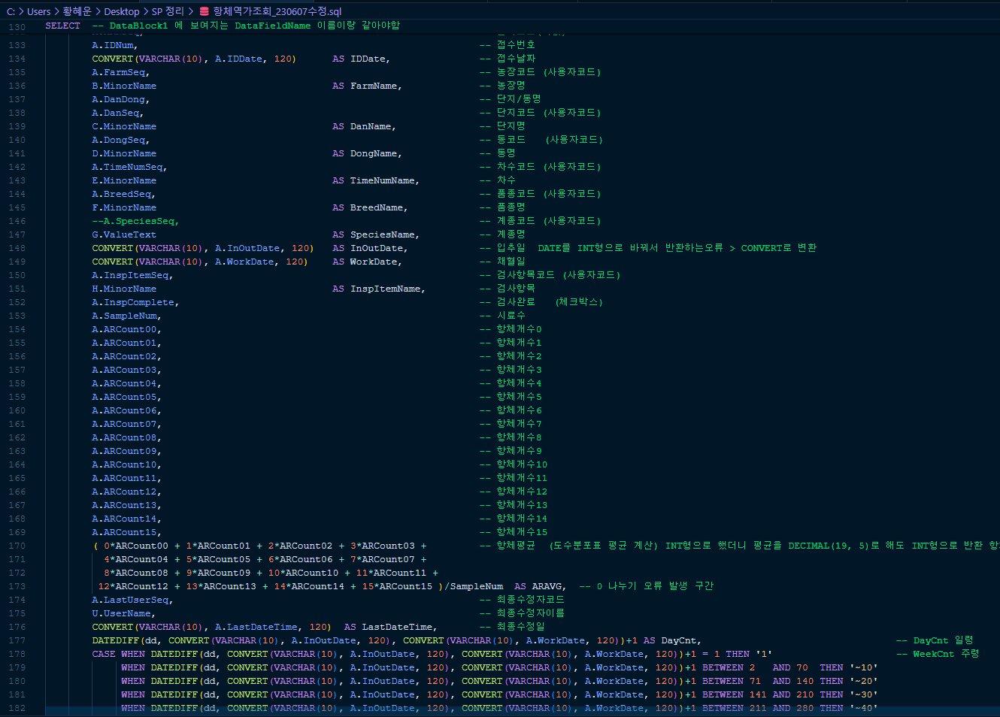 C: > Users > 황혜운 > Desktop > SP 정리 > 항체역가조회_230607수정.sql
130 SELECT -- DataBlock1 에 보여지는 DataFieldName 이름이랑 같아야함
133 A.IDNum, -- 접수번호
134 CONVERT(VARCHAR(10), A.IDDate, 120) AS IDDate, -- 접수날짜
135 A.FarmSeq, -- 농장코드 (사용자코드)
136 B.MinorName AS FarmName, -- 농장명
137 A.DanDong, -- 단지/동명
138 A.DanSeq, -- 단지코드 (사용자코드)
139 C.MinorName AS DanName, -- 단지명
140 A.DongSeq, -- 동코드 (사용자코드)
141 D.MinorName AS DongName, -- 동명
142 A.TimeNumSeq, -- 차수코드 (사용자코드)
143 E.MinorName AS TimeNumName, -- 차수
144 A.BreedSeq, -- 품종코드 (사용자코드)
145 F.MinorName AS BreedName, -- 품종명
146 --A.SpeciesSeq, -- 계종코드 (사용자코드)
147 G.ValueText AS SpeciesName, -- 계종명
148 CONVERT(VARCHAR(10), A.InOutDate, 120) AS InOutDate, -- 입추일 DATE를 INT형으로 바꿔서 반환하는오류 > CONVERT로 변환
149 CONVERT(VARCHAR(10), A.WorkDate, 120) AS WorkDate, -- 채혈일
150 A.InspItemSeq, -- 검사항목코드 (사용자코드)
151 H.MinorName AS InspItemName, -- 검사항목
152 A.InspComplete, -- 검사완료 (체크박스)
153 A.SampleNum, -- 시료수
154 A.ARCount00, -- 항체개수0
155 A.ARCount01, -- 항체개수1
156 A.ARCount02, -- 항체개수2
157 A.ARCount03, -- 항체개수3
158 A.ARCount04, -- 항체개수4
159 A.ARCount05, -- 항체개수5
160 A.ARCount06, -- 항체개수6
161 A.ARCount07, -- 항체개수7
162 A.ARCount08, -- 항체개수8
163 A.ARCount09, -- 항체개수9
164 A.ARCount10, -- 항체개수10
165 A.ARCount11, -- 항체개수11
166 A.ARCount12, -- 항체개수12
167 A.ARCount13, -- 항체개수13
168 A.ARCount14, -- 항체개수14
169 A.ARCount15, -- 항체개수15
170 ( 0*ARCount00 + 1*ARCount01 + 2*ARCount02 + 3*ARCount03 + -- 항체평균 (도수분포표 평균 계산) INT형으로 했더니 평균을 DECIMAL(19, 5)로 해도 INT형으로 반환
171 4*ARCount04 + 5*ARCount05 + 6*ARCount06 + 7*ARCount07 +
172 8*ARCount08 + 9*ARCount09 + 10*ARCount10 + 11*ARCount11 +
173 12*ARCount12 + 13*ARCount13 + 14*ARCount14 + 15*ARCount15 )/SampleNum AS ARAVG, -- 0 나누기 오류 발생 구간
174 A.LastUserSeq, -- 최종수정자코드
175 U.UserName, -- 최종수정자이름
176 CONVERT(VARCHAR(10), A.LastDateTime, 120) AS LastDateTime, -- 최종수정일
177 DATEDIFF(dd, CONVERT(VARCHAR(10), A.InOutDate, 120), CONVERT(VARCHAR(10), A.WorkDate, 120))+1 AS DayCnt, -- DayCnt 일령
178 CASE WHEN DATEDIFF(dd, CONVERT(VARCHAR(10), A.InOutDate, 120), CONVERT(VARCHAR(10), A.WorkDate, 120))+1 = 1 THEN '1' -- WeekCnt 주령
179 WHEN DATEDIFF(dd, CONVERT(VARCHAR(10), A.InOutDate, 120), CONVERT(VARCHAR(10), A.WorkDate, 120))+1 BETWEEN 2 AND 70 THEN '~10'
180 WHEN DATEDIFF(dd, CONVERT(VARCHAR(10), A.InOutDate, 120), CONVERT(VARCHAR(10), A.WorkDate, 120))+1 BETWEEN 71 AND 140 THEN '~20'
181 WHEN DATEDIFF(dd, CONVERT(VARCHAR(10), A.InOutDate, 120), CONVERT(VARCHAR(10), A.WorkDate, 120))+1 BETWEEN 141 AND 210 THEN '~30'
182 WHEN DATEDIFF(dd, CONVERT(VARCHAR(10), A.InOutDate, 120), CONVERT(VARCHAR(10), A.WorkDate, 120))+1 BETWEEN 211 AND 280 THEN '~40'